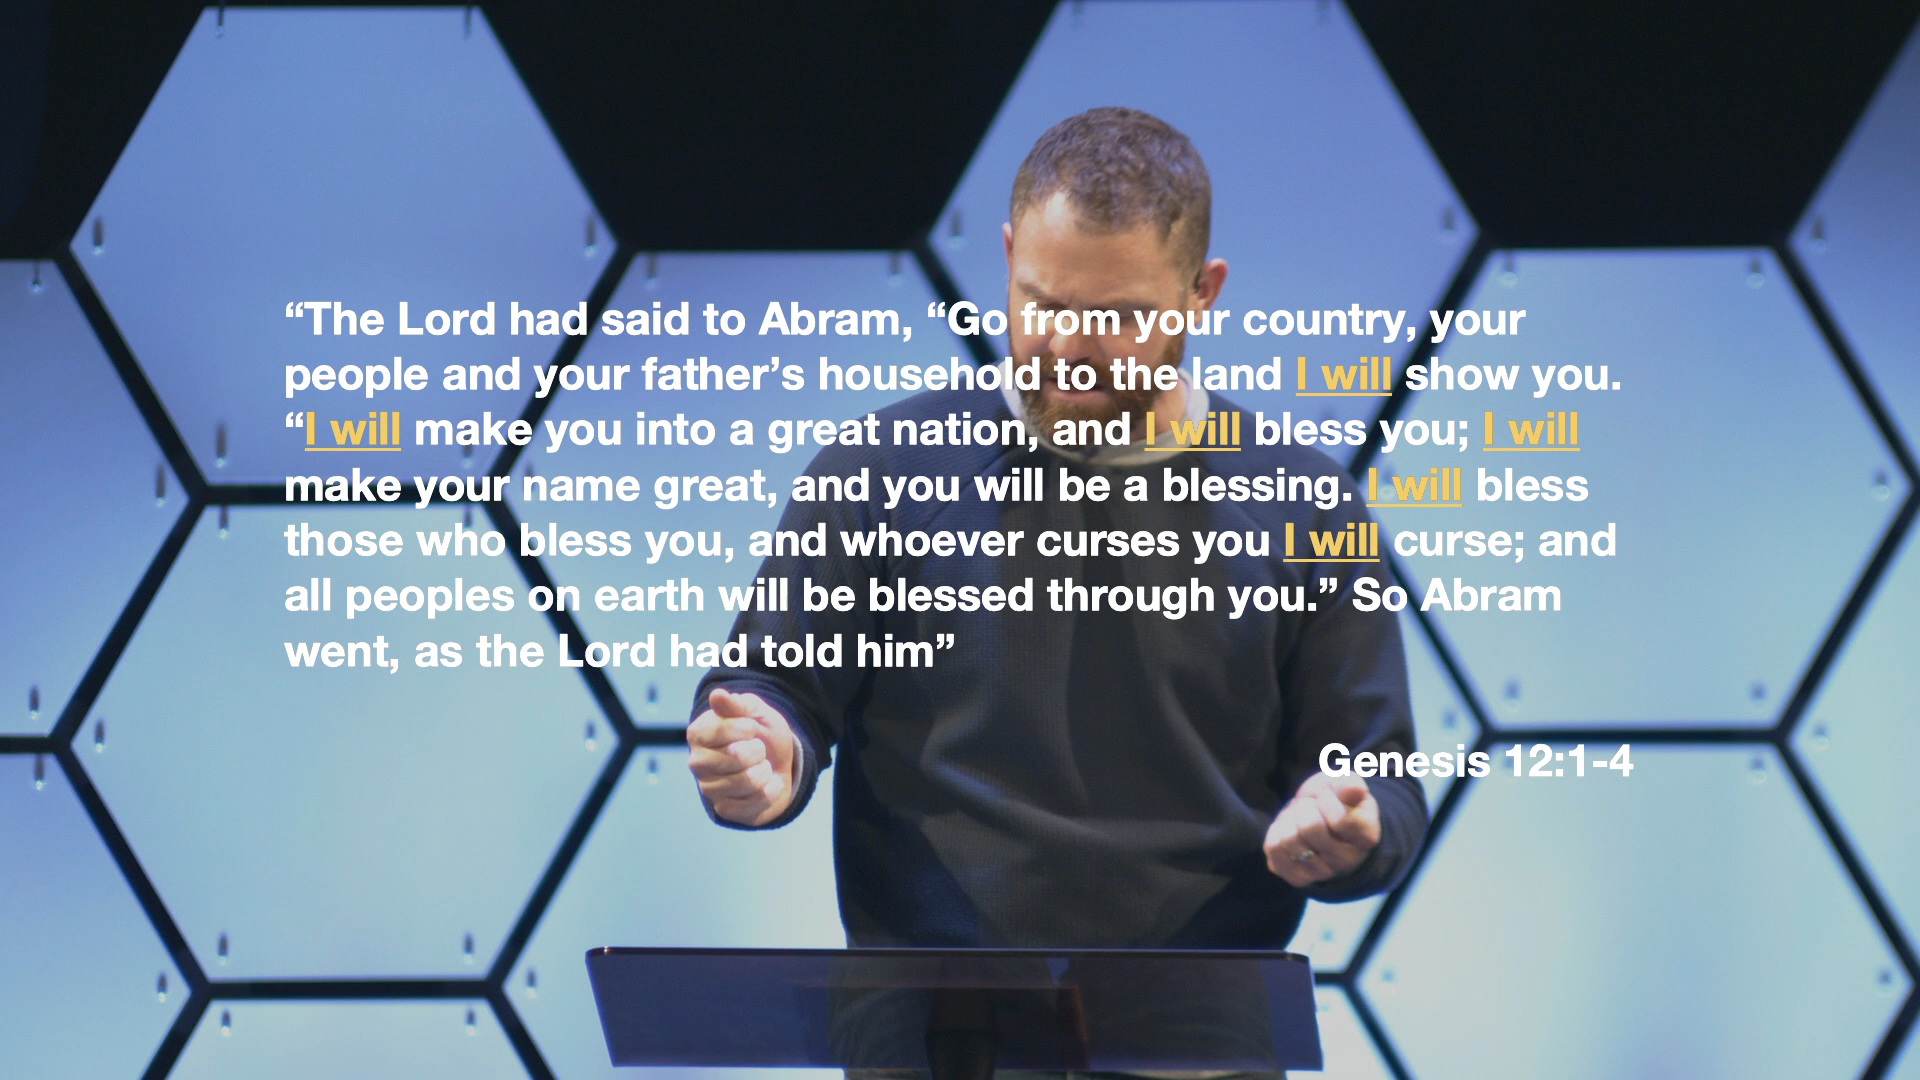 “The Lord had said to Abram, “Go from your country, your
people and your father’s household to the land I will show you.
“I will make you into a great nation, and I will bless you; I will
make your name great, and you will be a blessing. I will bless
those who bless you, and whoever curses you I will curse; and
all peoples on earth will be blessed through you.” So Abram
went, as the Lord had told him”
Genesis 12:1-4